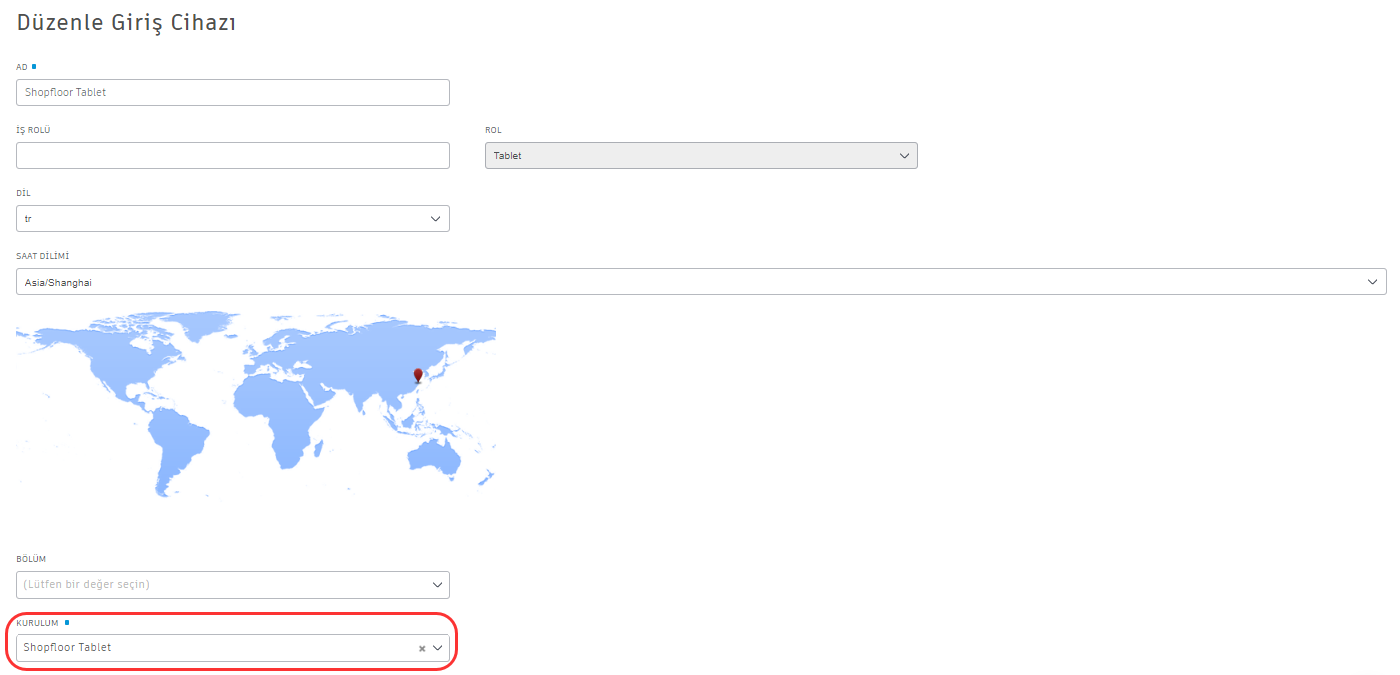 Düzenle Giriş Cihazı
AD
Shopfloor Tablet
İŞ ROLÜ
ROL
Tablet
DİL
tr
SAAT DİLİMİ
Asia/Shanghai
BÖLÜM
(Lütfen bir değer seçin)
KURULUM
Shopfloor Tablet